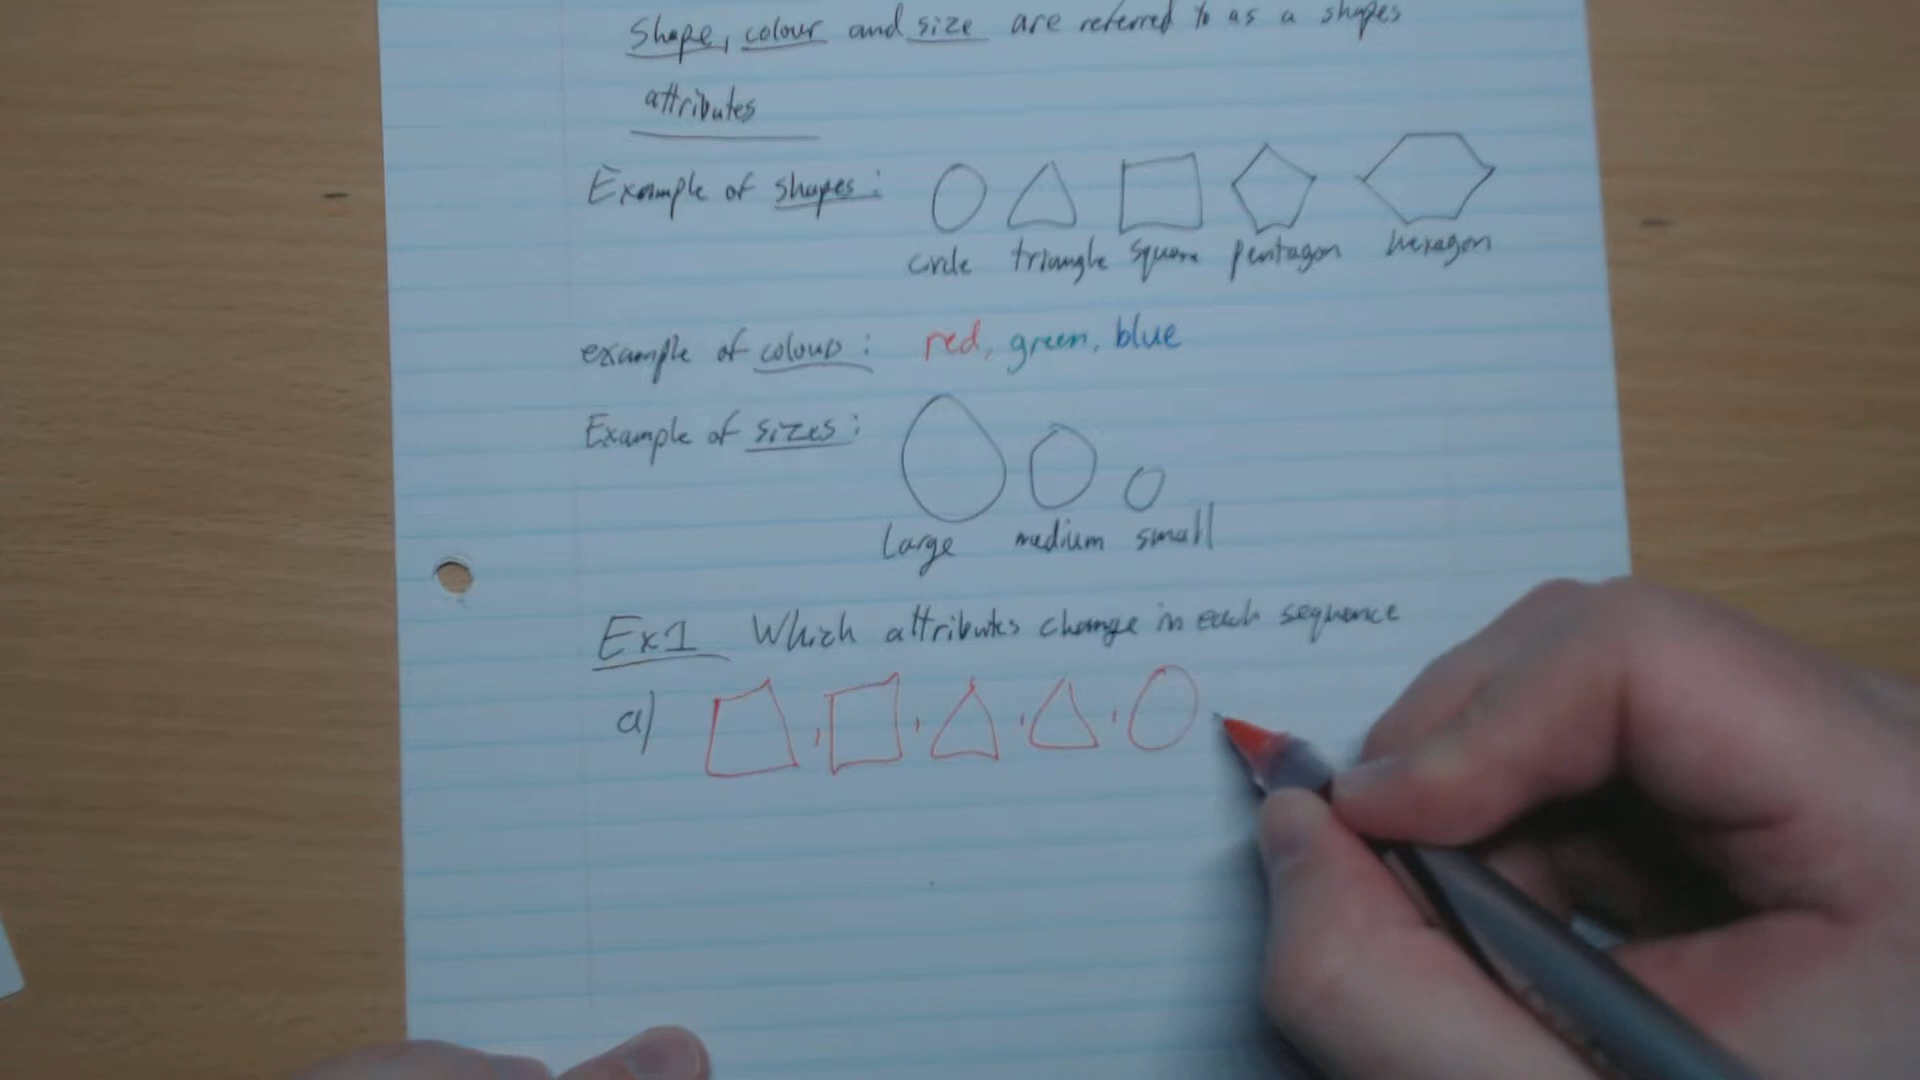 Shape, colour and size are referred to as a shapes
attributes
Example of shapes:
circle triangle square pentagon hexagon
example of colour: red, green, blue
Example of sizes:
large medium small
Ex1 Which attributes change in each sequence
a)